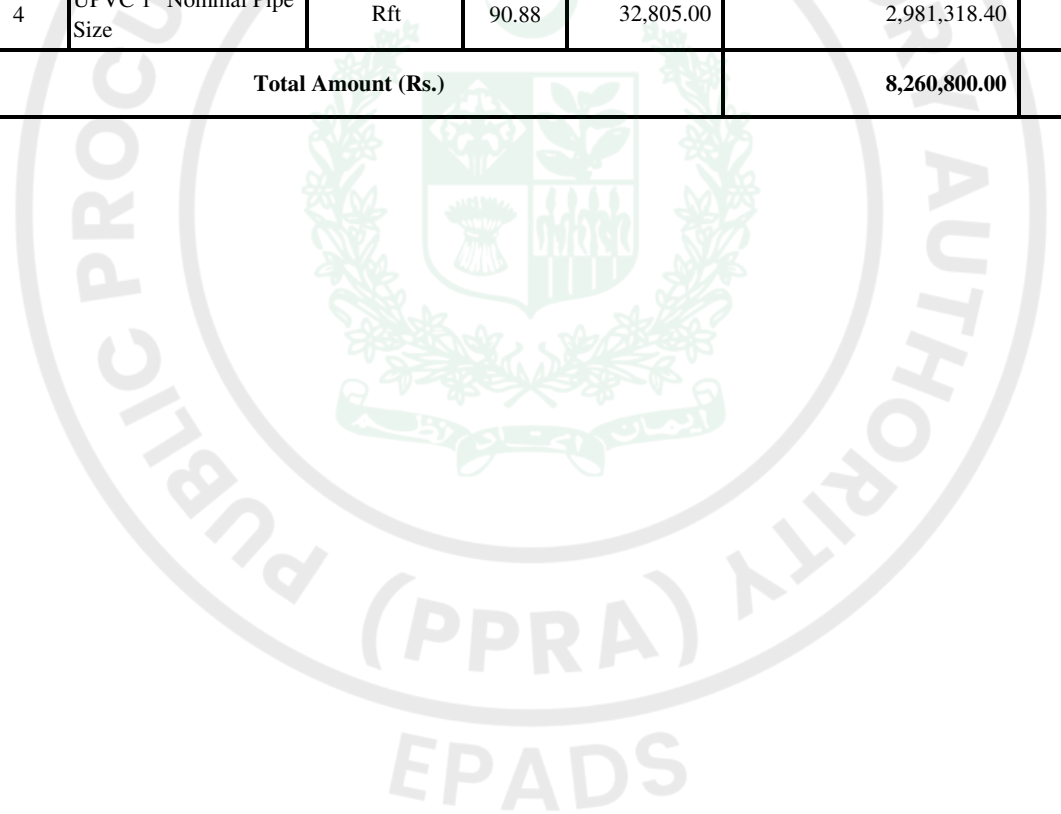 4 UPVC 1" Nominal Pipe Rft 90.88 32,805.00 2,981,318.40
Size
Total Amount (Rs.) 8,260,800.00
PUBLIC AUTHORITY
(PPRA)
EPADS